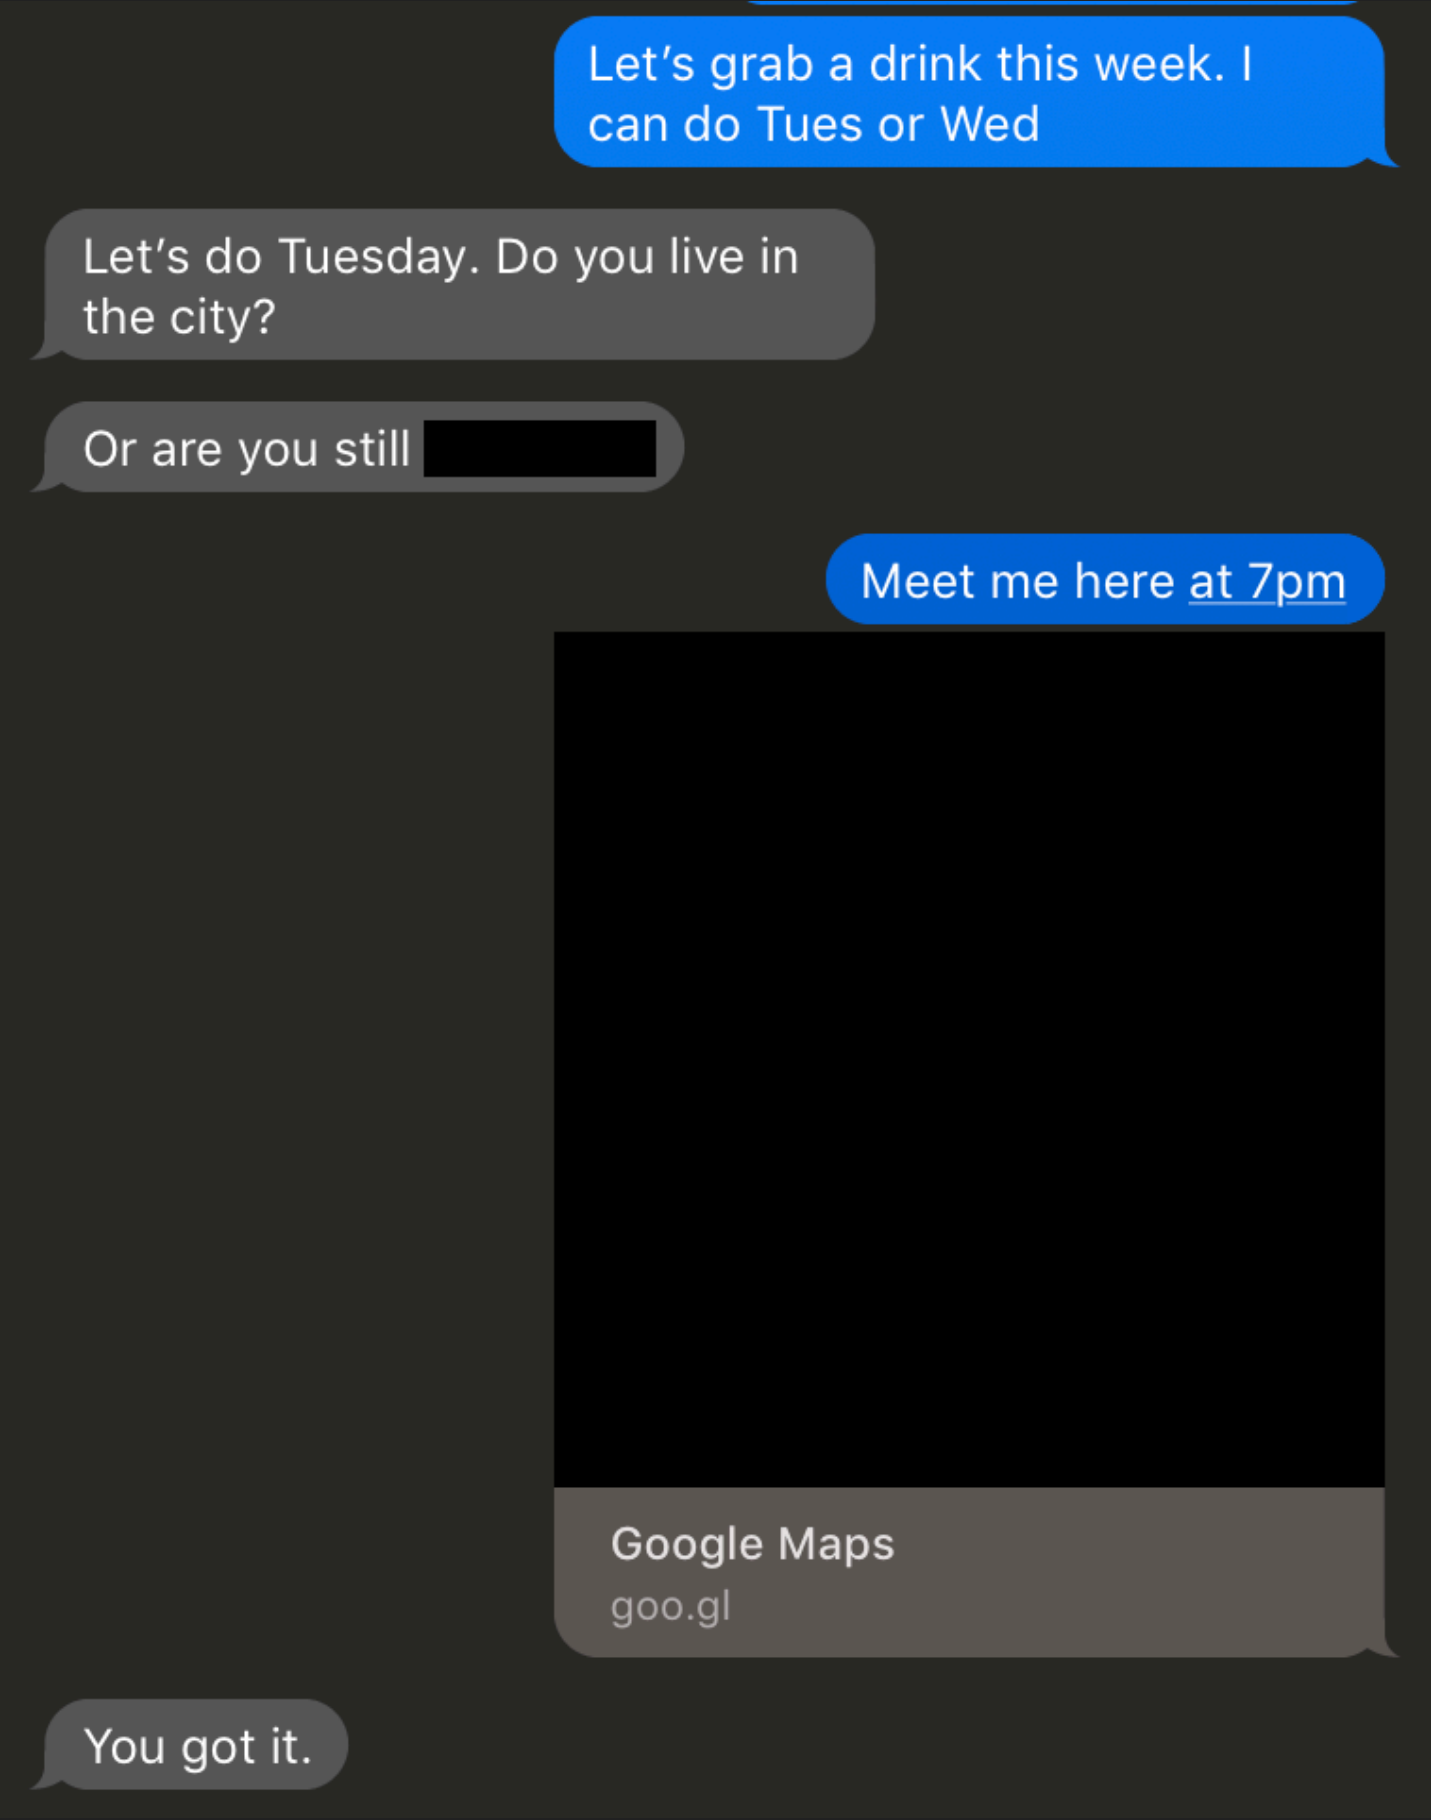 Let’s grab a drink this week. I
can do Tues or Wed
Let’s do Tuesday. Do you live in
the city?
Or are you still
Meet me here at 7pm
Google Maps
goo.gl
You got it.